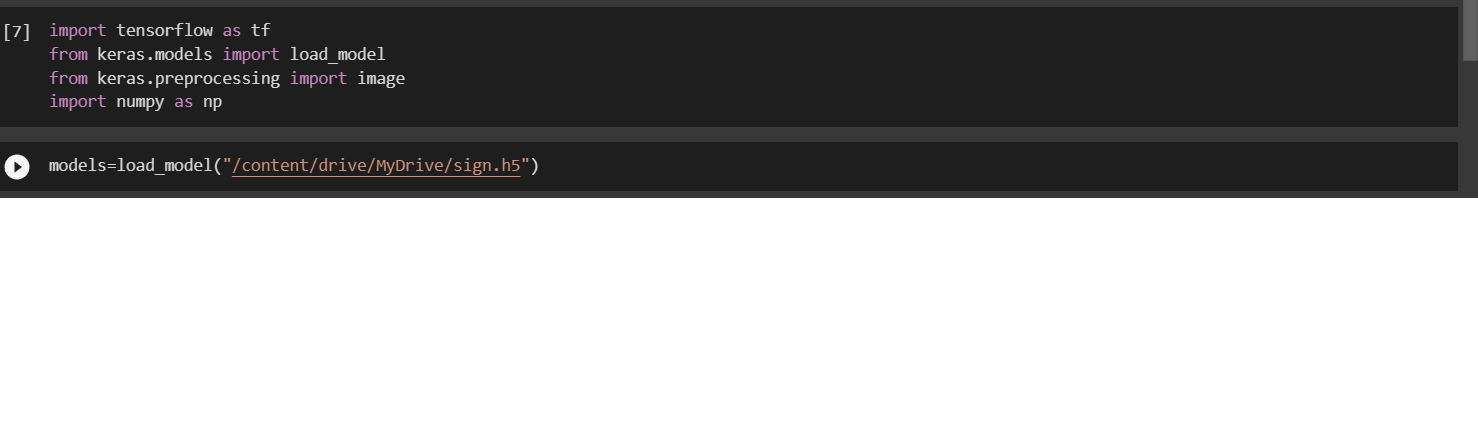 [7] import tensorflow as tf
from keras.models import load_model
from keras.preprocessing import image
import numpy as np
models=load_model("/content/drive/MyDrive/sign.h5")